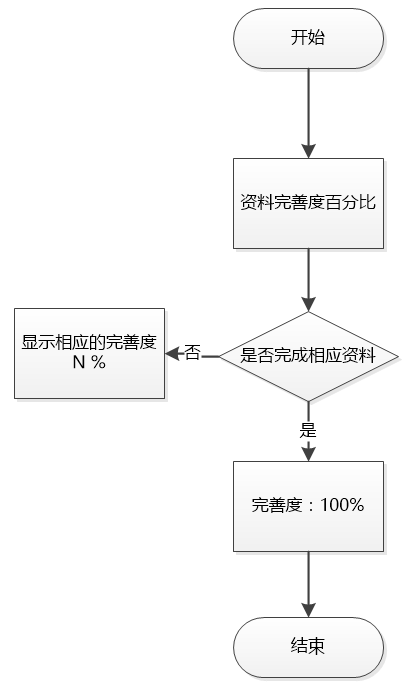 开始
资料完善度百分比
是否完成相应资料
否
显示相应的完善度
N %
是
完善度：100%
结束